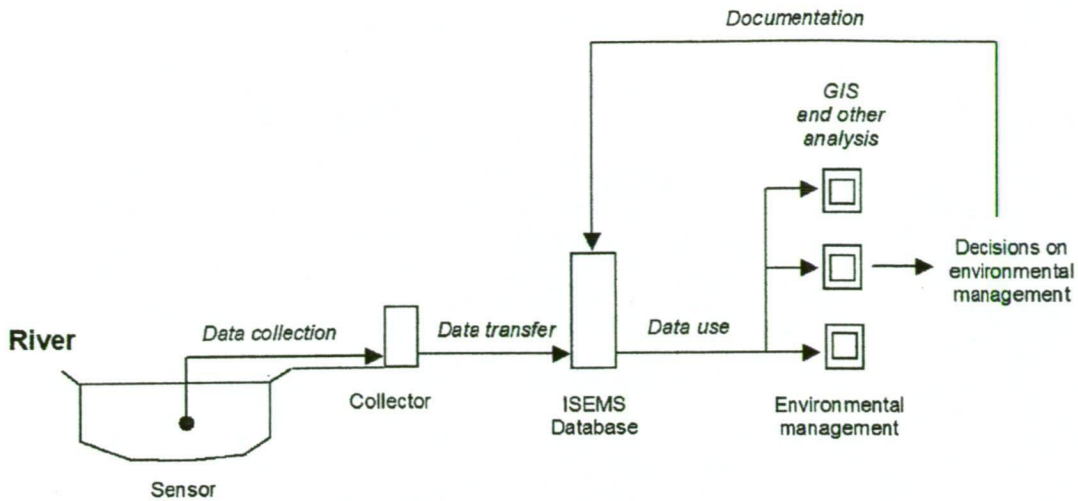 Documentation
GIS
and other
analysis
Decisions on
environmental
management
River
Data collection
Data transfer
Data use
Collector
ISEMS
Database
Environmental
management
Sensor